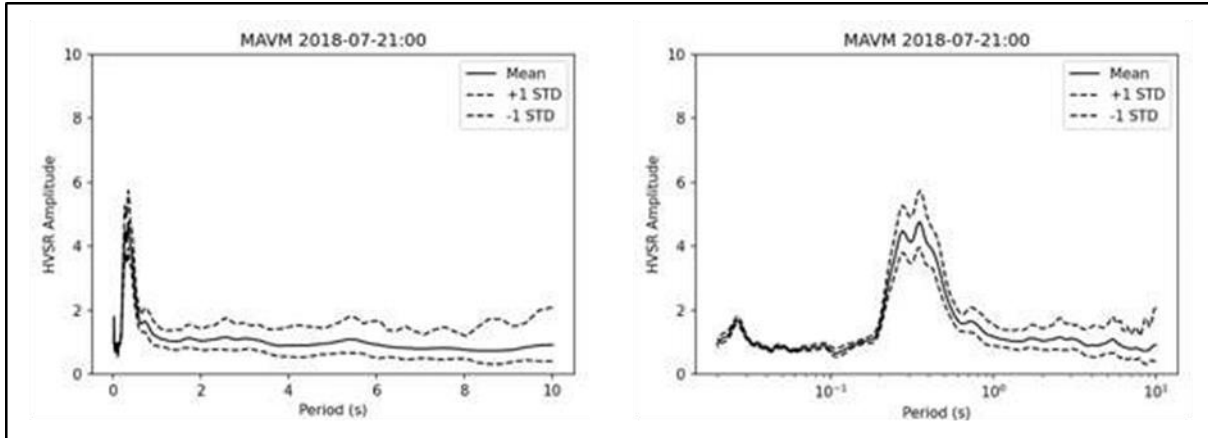 MAVM 2018-07-21:00
10
8
6
4
2
0
HVSR Amplitude
Mean
+1 STD
-1 STD
0 2 4 6 8 10
Period (s)
MAVM 2018-07-21:00
10
8
6
4
2
0
HVSR Amplitude
Mean
+1 STD
-1 STD
10⁻¹ 10⁰ 10¹
Period (s)